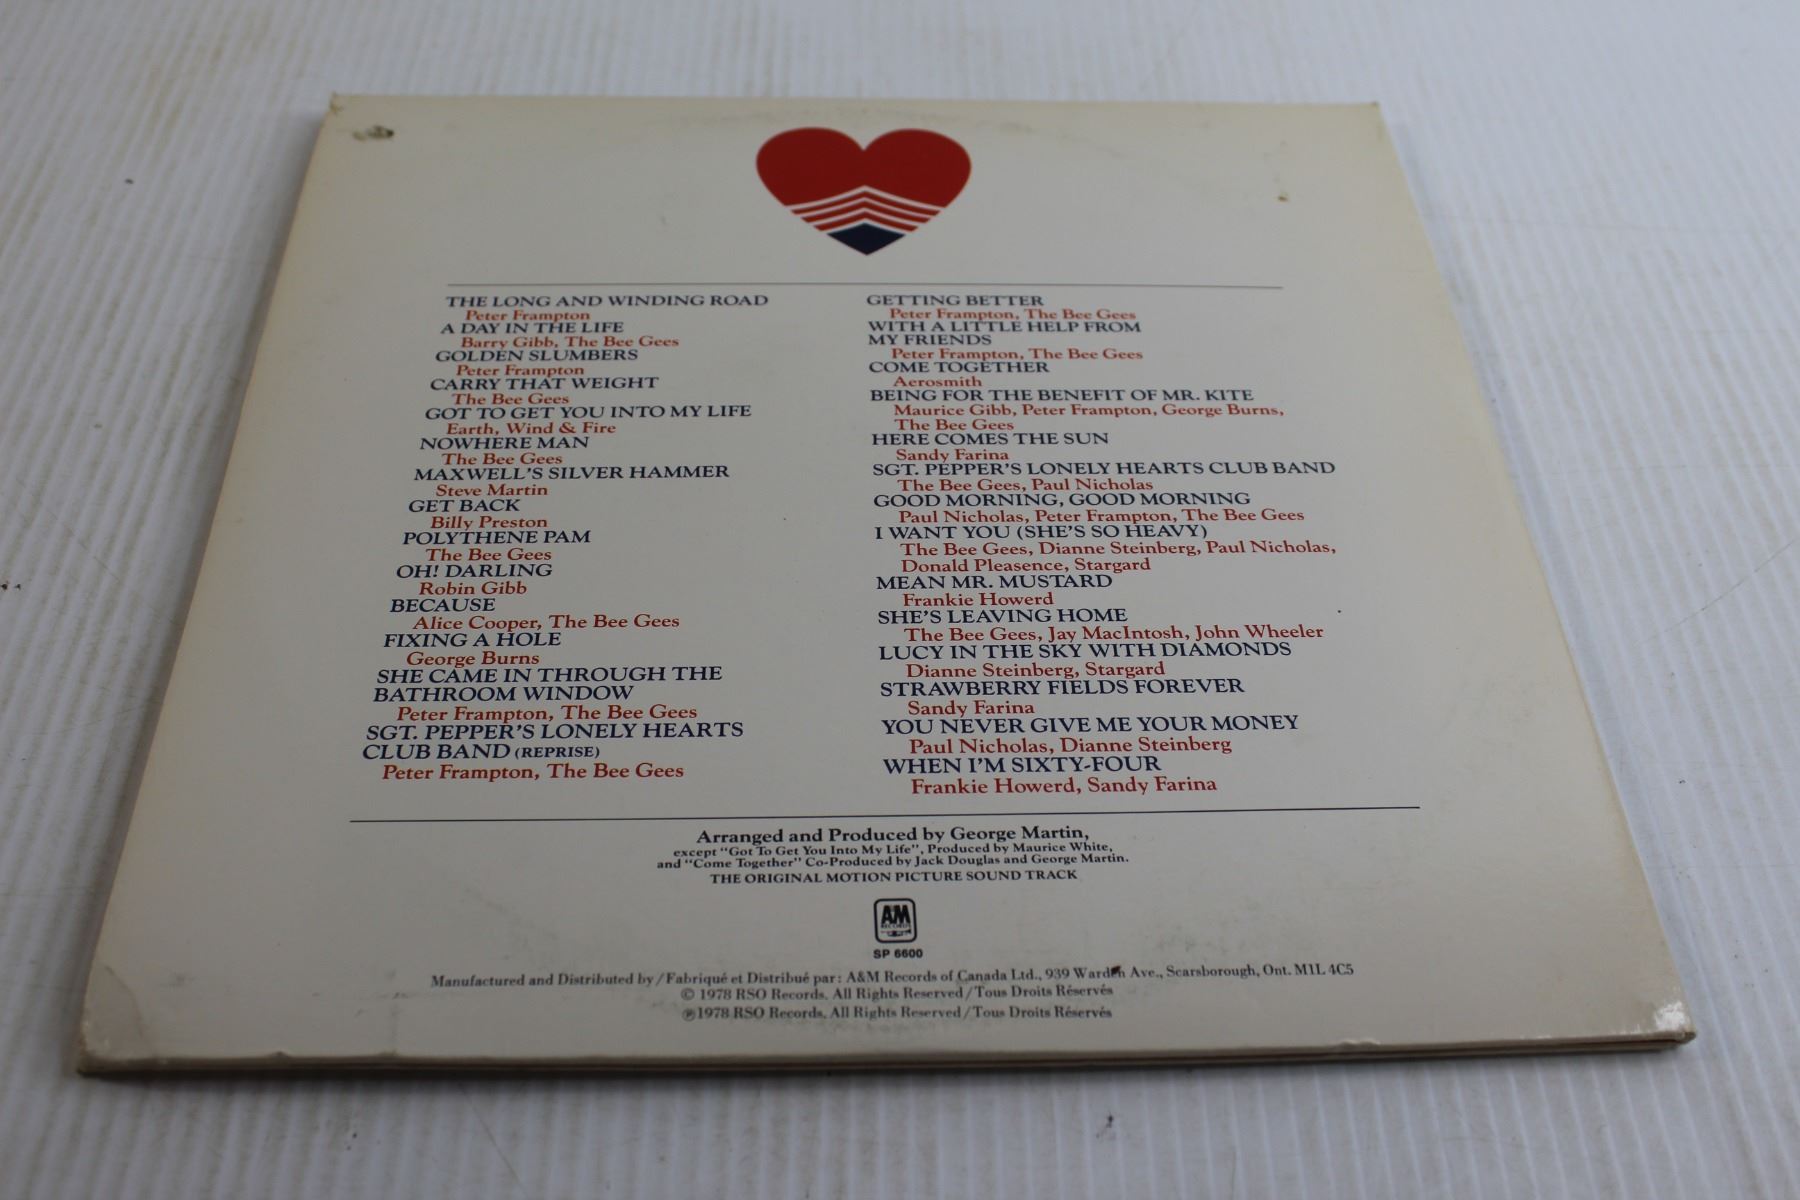 THE LONG AND WINDING ROAD
Peter Frampton
A DAY IN THE LIFE
Barry Gibb, The Bee Gees
GOLDEN SLUMBERS
Peter Frampton
CARRY THAT WEIGHT
The Bee Gees
GOT TO GET YOU INTO MY LIFE
Earth, Wind & Fire
NOWHERE MAN
The Bee Gees
MAXWELL'S SILVER HAMMER
Steve Martin
GET BACK
Billy Preston
POLYTHENE PAM
The Bee Gees
OH! DARLING
Robin Gibb
BECAUSE
Alice Cooper, The Bee Gees
FIXING A HOLE
George Burns
SHE CAME IN THROUGH THE
BATHROOM WINDOW
Peter Frampton, The Bee Gees
SGT. PEPPER'S LONELY HEARTS
CLUB BAND (REPRISE)
Peter Frampton, The Bee Gees
GETTING BETTER
Peter Frampton, The Bee Gees
WITH A LITTLE HELP FROM
MY FRIENDS
Peter Frampton, The Bee Gees
COME TOGETHER
Aerosmith
BEING FOR THE BENEFIT OF MR. KITE
Maurice Gibb, Peter Frampton, George Burns,
The Bee Gees
HERE COMES THE SUN
Sandy Farina
SGT. PEPPER'S LONELY HEARTS CLUB BAND
The Bee Gees, Paul Nicholas
GOOD MORNING, GOOD MORNING
Paul Nicholas, Peter Frampton, The Bee Gees
I WANT YOU (SHE'S SO HEAVY)
The Bee Gees, Dianne Steinberg, Paul Nicholas,
Donald Pleasence, Stargard
MEAN MR. MUSTARD
Frankie Howerd
SHE'S LEAVING HOME
The Bee Gees, Jay MacIntosh, John Wheeler
LUCY IN THE SKY WITH DIAMONDS
Dianne Steinberg, Stargard
STRAWBERRY FIELDS FOREVER
Sandy Farina
YOU NEVER GIVE ME YOUR MONEY
Paul Nicholas, Dianne Steinberg
WHEN I'M SIXTY-FOUR
Frankie Howerd, Sandy Farina
Arranged and Produced by George Martin,
except "Got To Get You Into My Life", Produced by Maurice White,
and "Come Together" Co-Produced by Jack Douglas and George Martin.
THE ORIGINAL MOTION PICTURE SOUND TRACK
A&M
RECORDS
SP 6600
Manufactured and Distributed by/Fabriqué et Distribué par: A&M Records of Canada Ltd., 939 Warden Ave., Scarsborough, Ont. M1L 4C5
© 1978 RSO Records. All Rights Reserved/Tous Droits Réservés
℗1978 RSO Records. All Rights Reserved/Tous Droits Réservés